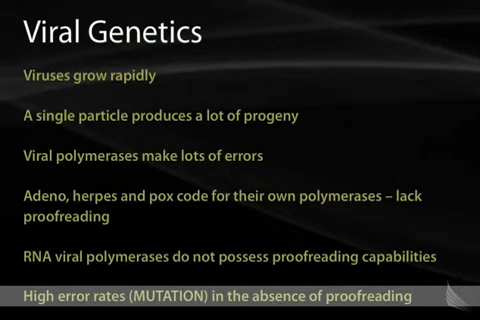 Viral Genetics
Viruses grow rapidly
A single particle produces a lot of progeny
Viral polymerases make lots of errors
Adeno, herpes and pox code for their own polymerases – lack
proofreading
RNA viral polymerases do not possess proofreading capabilities
High error rates (MUTATION) in the absence of proofreading